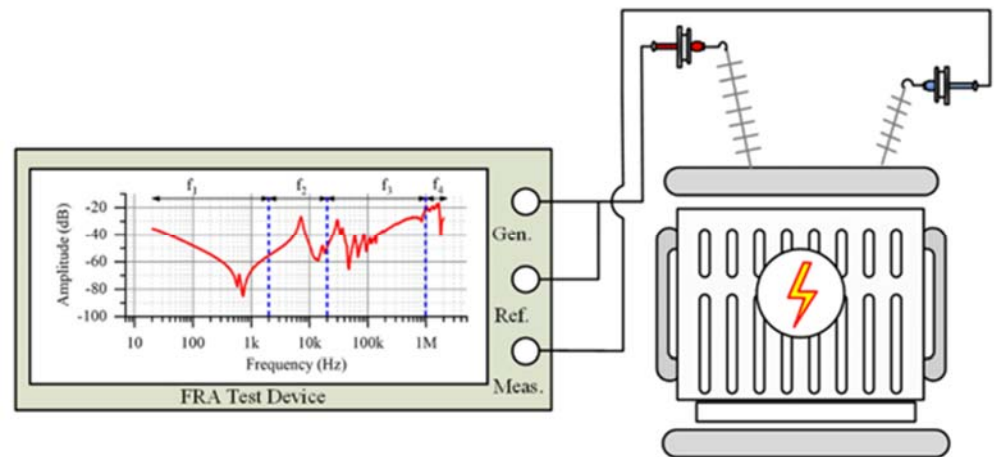 f₁ f₂ f₃ f₄
-20
-40
-60
-80
-100
Amplitude (dB)
10 100 1k 10k 100k 1M
Frequency (Hz)
FRA Test Device
Gen.
Ref.
Meas.